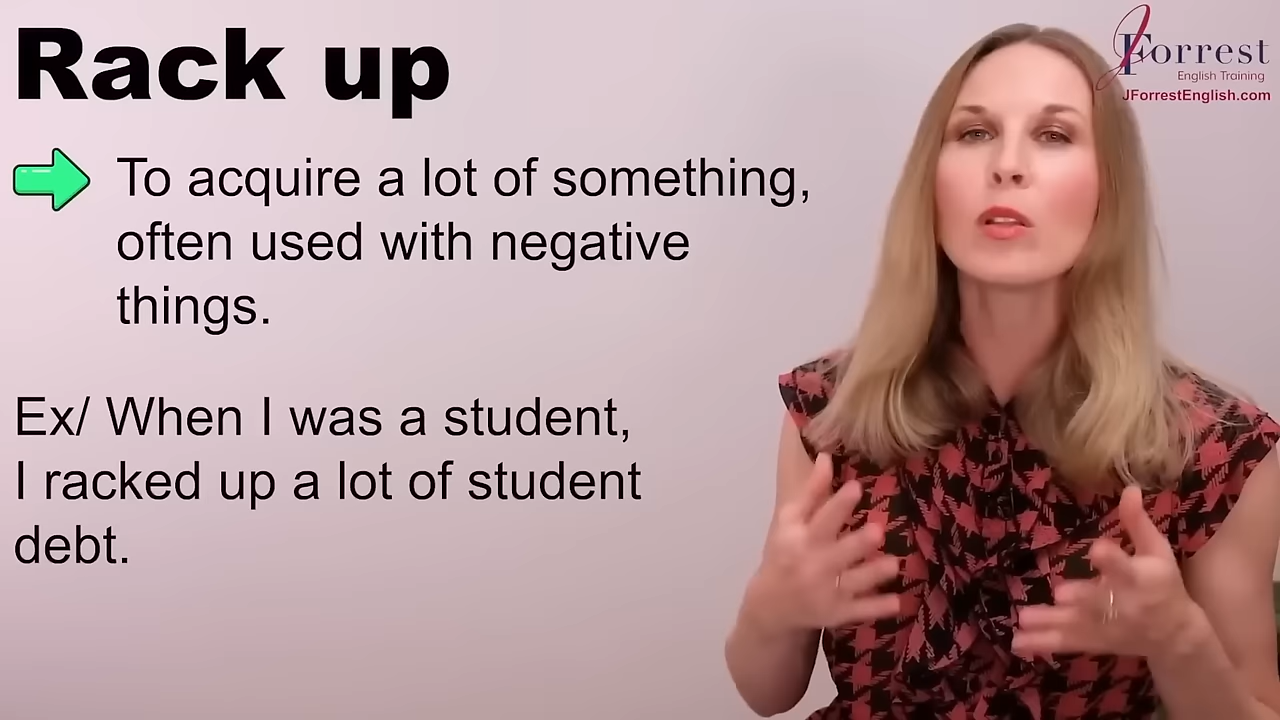 Rack up
To acquire a lot of something,
often used with negative
things.
Ex/ When I was a student,
I racked up a lot of student
debt.
JForrest
English Training
JForrestEnglish.com